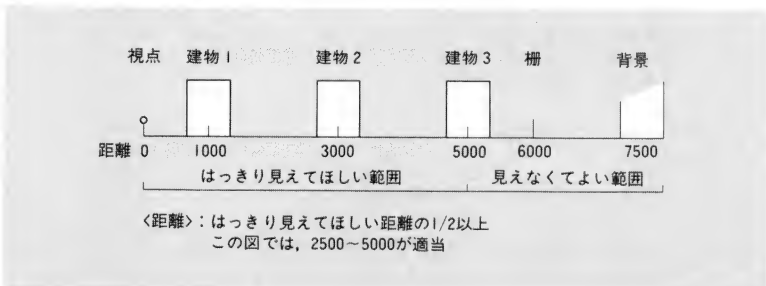 視点 建物1 建物2 建物3 柵 背景
距離 0 1000 3000 5000 6000 7500
はっきり見えてほしい範囲 見えなくてよい範囲
〈距離〉：はっきり見えてほしい距離の1/2以上
この図では，2500～5000が適当